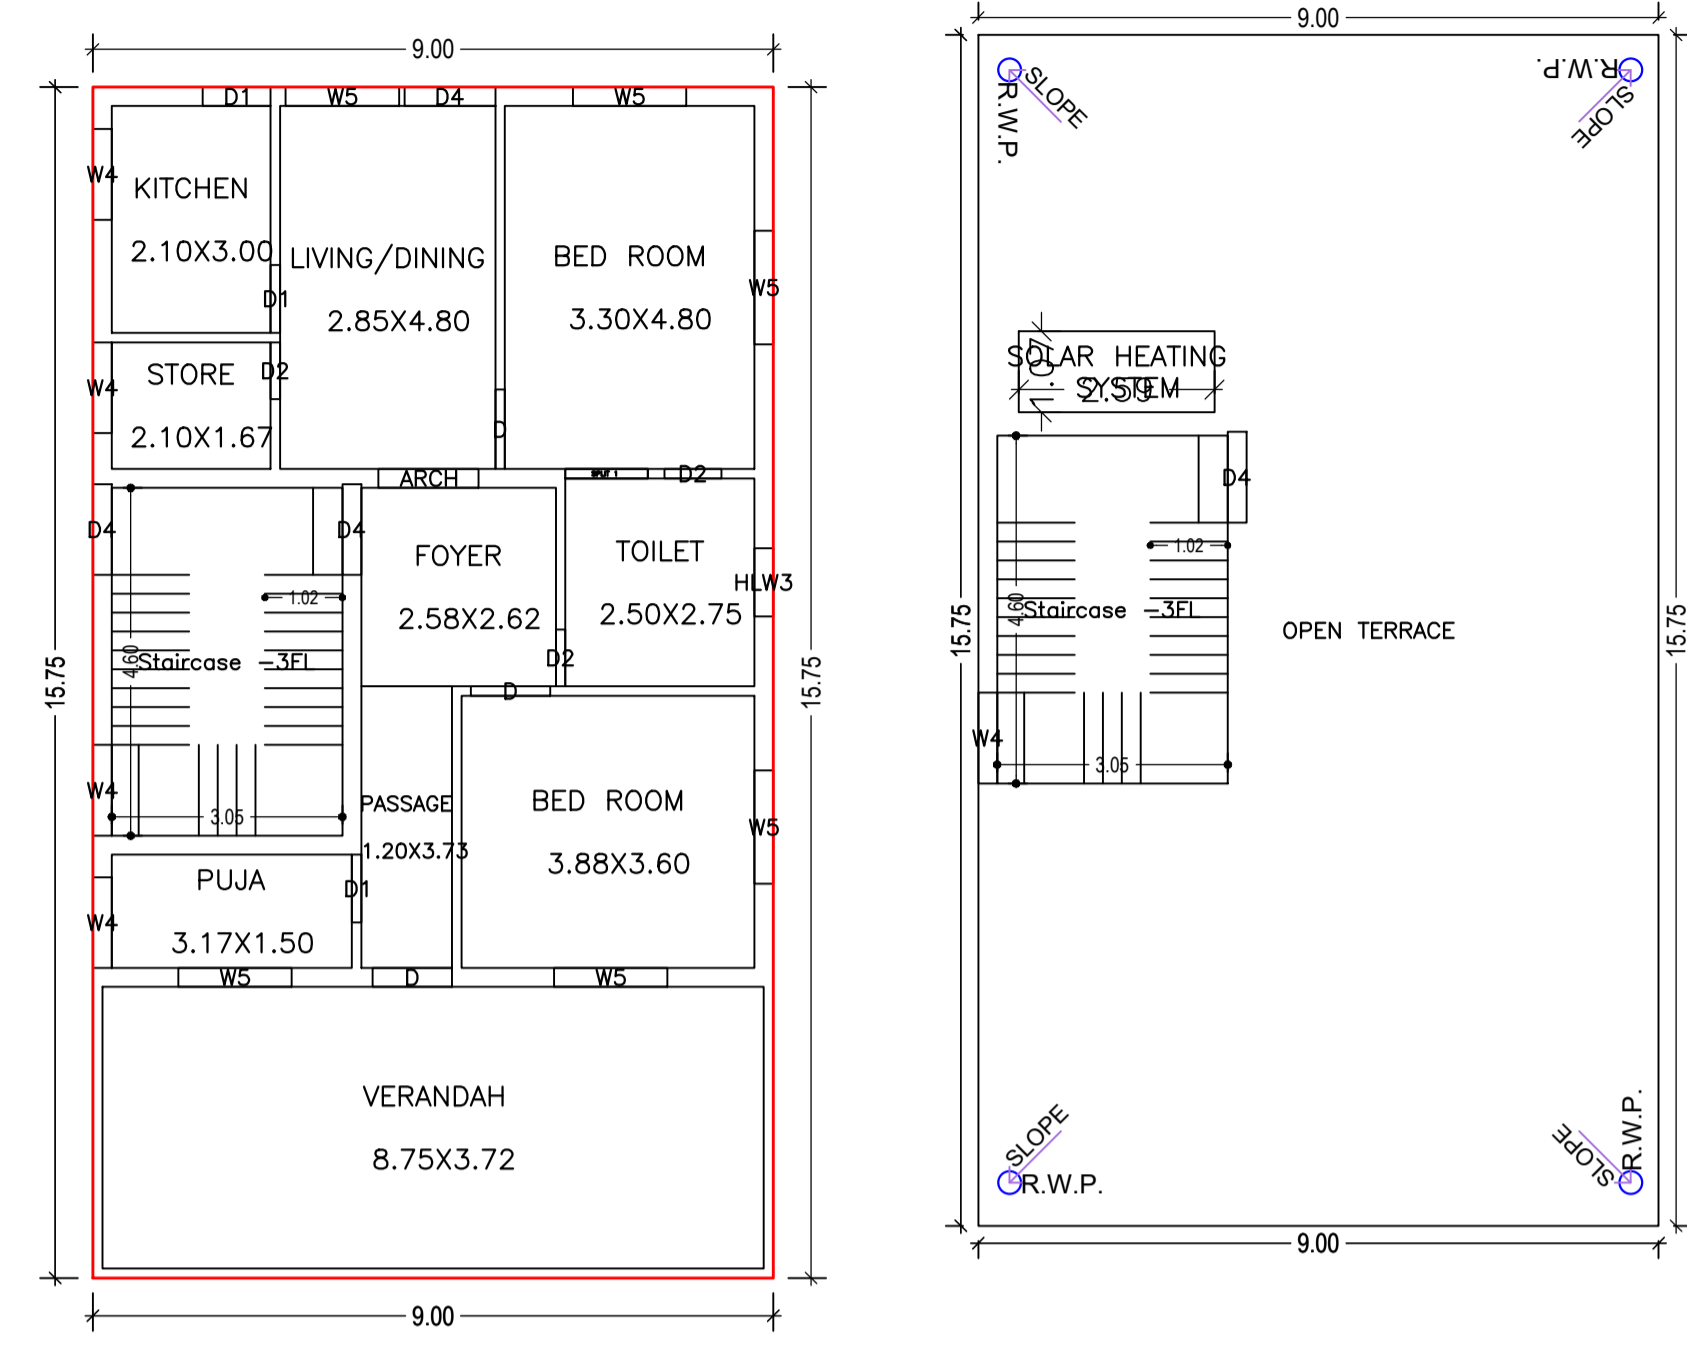 9.00
D1
W5
D4
W5
W4
KITCHEN
2.10X3.00
D1
LIVING/DINING
2.85X4.80
BED ROOM
3.30X4.80
W5
W4
STORE
D2
2.10X1.67
D
ARCH
D2
D4
D4
FOYER
2.58X2.62
TOILET
2.50X2.75
HLW3
1.02
4.60
Staircase -3FL
15.75
15.75
D2
D
W4
3.05
PASSAGE
1.20X3.73
BED ROOM
3.88X3.60
W5
PUJA
D1
W4
3.17X1.50
W5
D
W5
VERANDAH
8.75X3.72
9.00
9.00
SLOPE
R.W.P.
R.W.P.
SLOPE
SOLAR HEATING
SYSTEM
1.07
2.59
D4
1.02
4.60
Staircase -3FL
15.75
OPEN TERRACE
15.75
W4
3.05
SLOPE
R.W.P.
SLOPE
R.W.P.
9.00